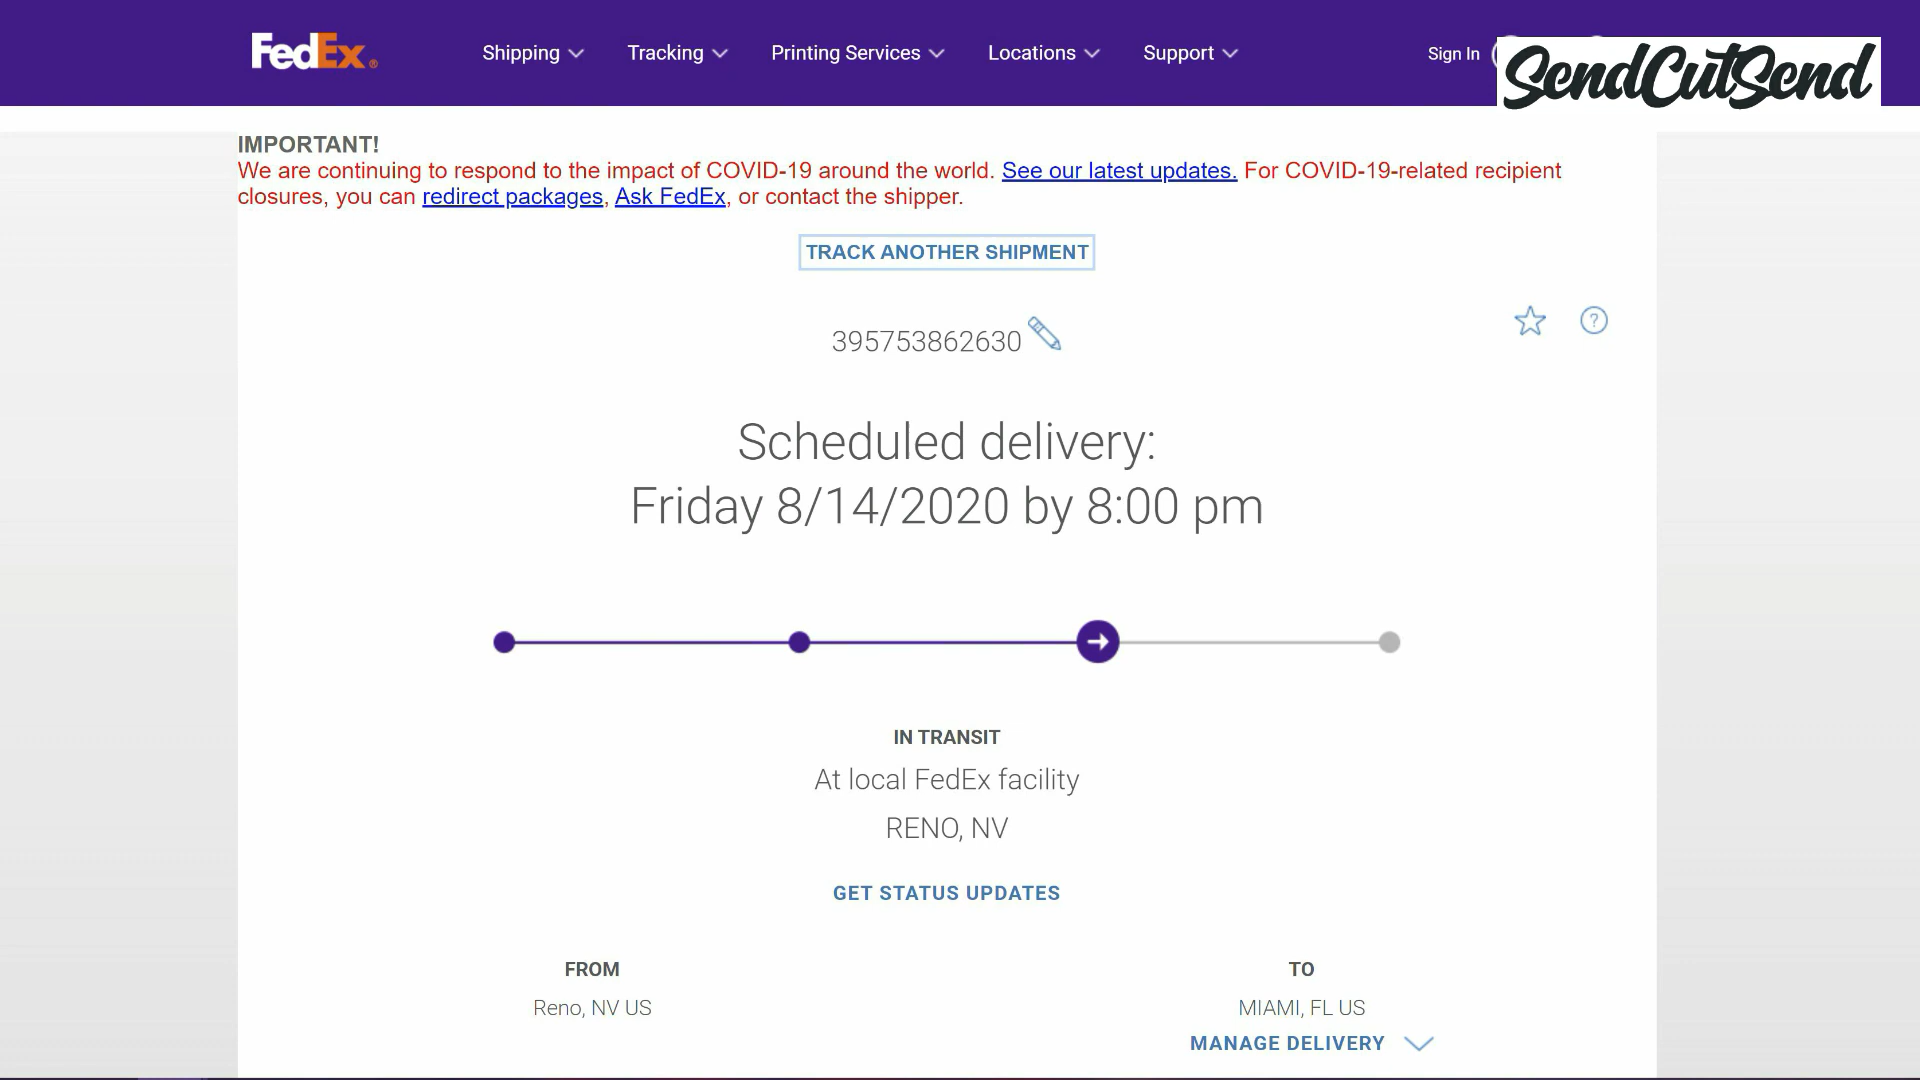 FedEx®
Shipping Tracking Printing Services Locations Support Sign In
SendCutSend
IMPORTANT!
We are continuing to respond to the impact of COVID-19 around the world. See our latest updates. For COVID-19-related recipient
closures, you can redirect packages, Ask FedEx, or contact the shipper.
TRACK ANOTHER SHIPMENT
395753862630
?
Scheduled delivery:
Friday 8/14/2020 by 8:00 pm
IN TRANSIT
At local FedEx facility
RENO, NV
GET STATUS UPDATES
FROM
Reno, NV US
TO
MIAMI, FL US
MANAGE DELIVERY